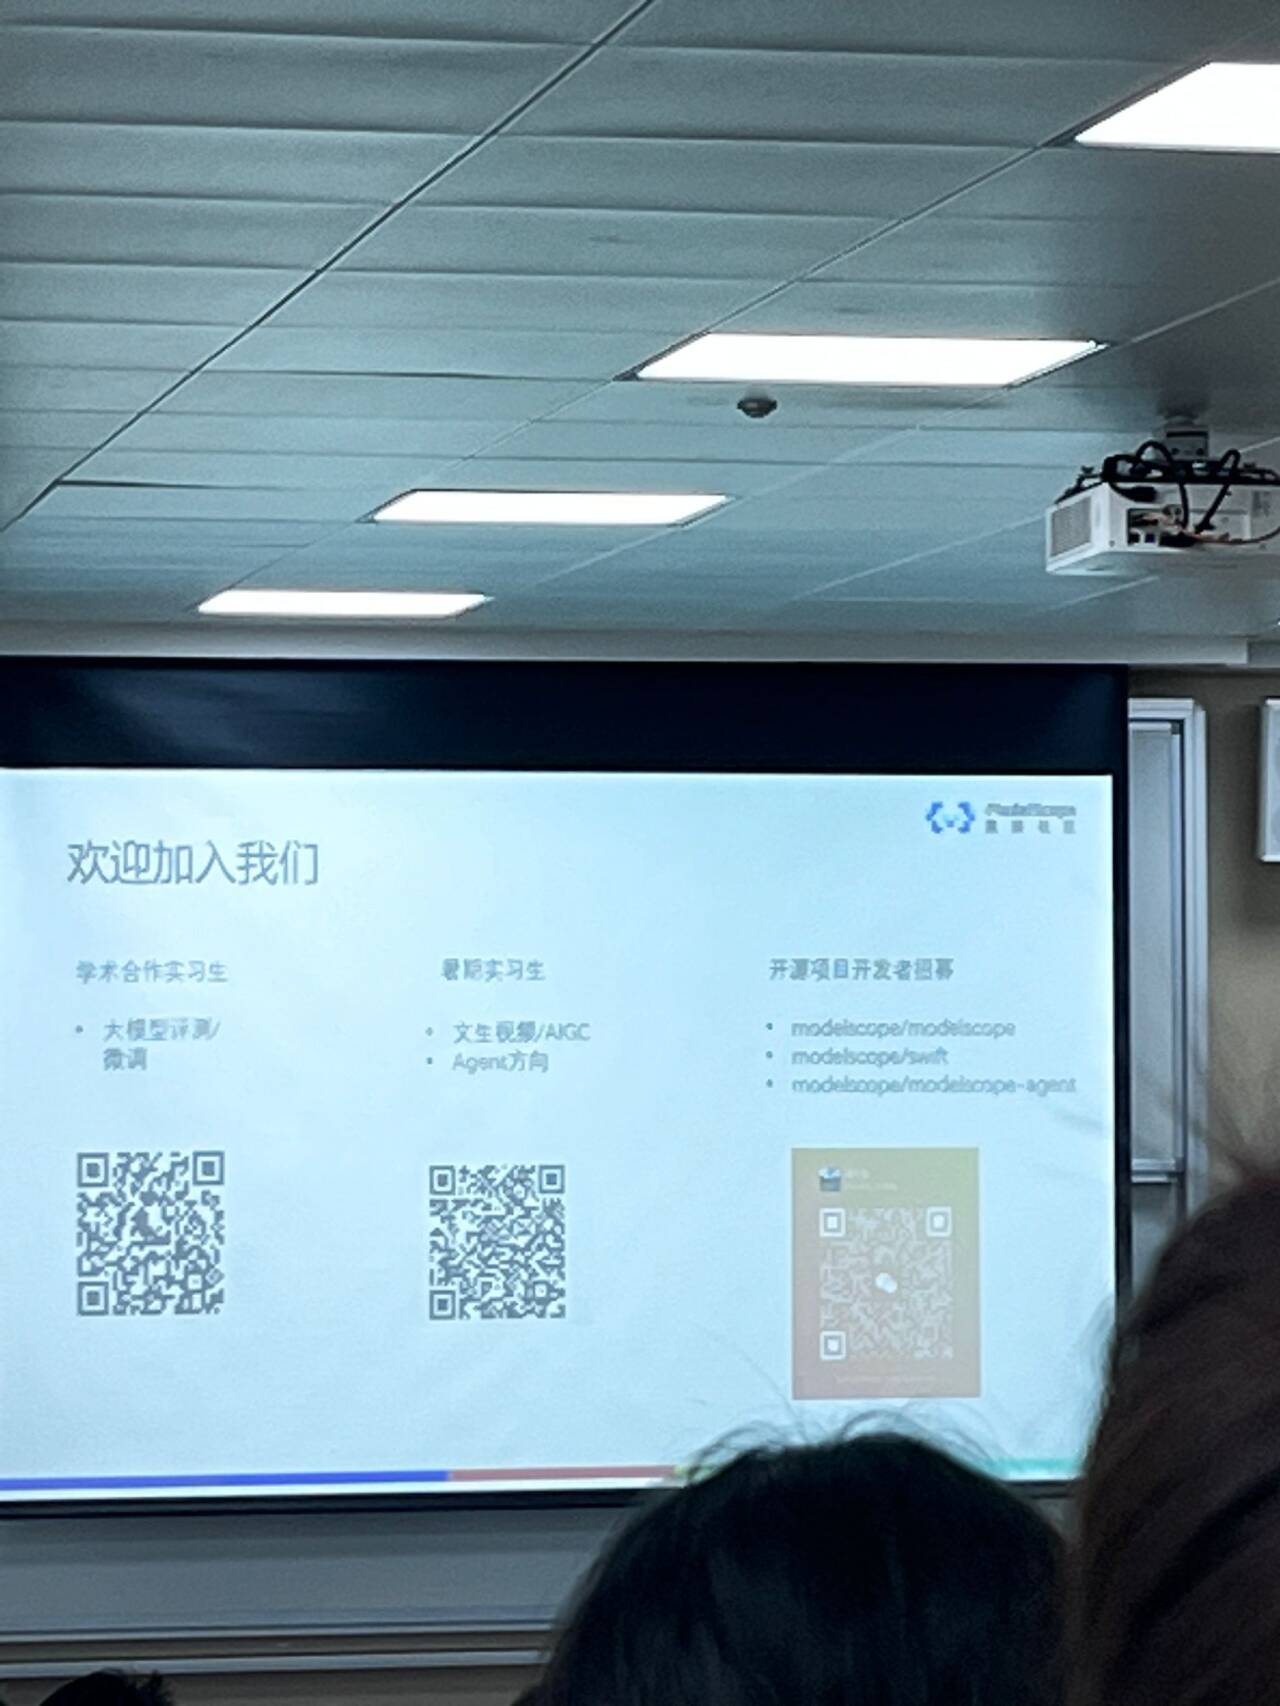 ModelScope
魔搭社区
欢迎加入我们
学术合作实习生
• 大模型评测/
微调
暑期实习生
• 文生视频/AIGC
• Agent方向
开源项目开发者招募
• modelscope/modelscope
• modelscope/swift
• modelscope/modelscope-agent